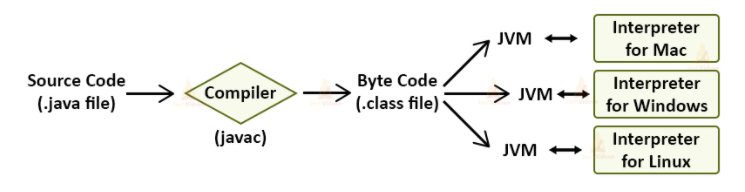 Source Code
(.java file)
Compiler
(javac)
Byte Code
(.class file)
JVM
Interpreter
for Mac
JVM
Interpreter
for Windows
JVM
Interpreter
for Linux